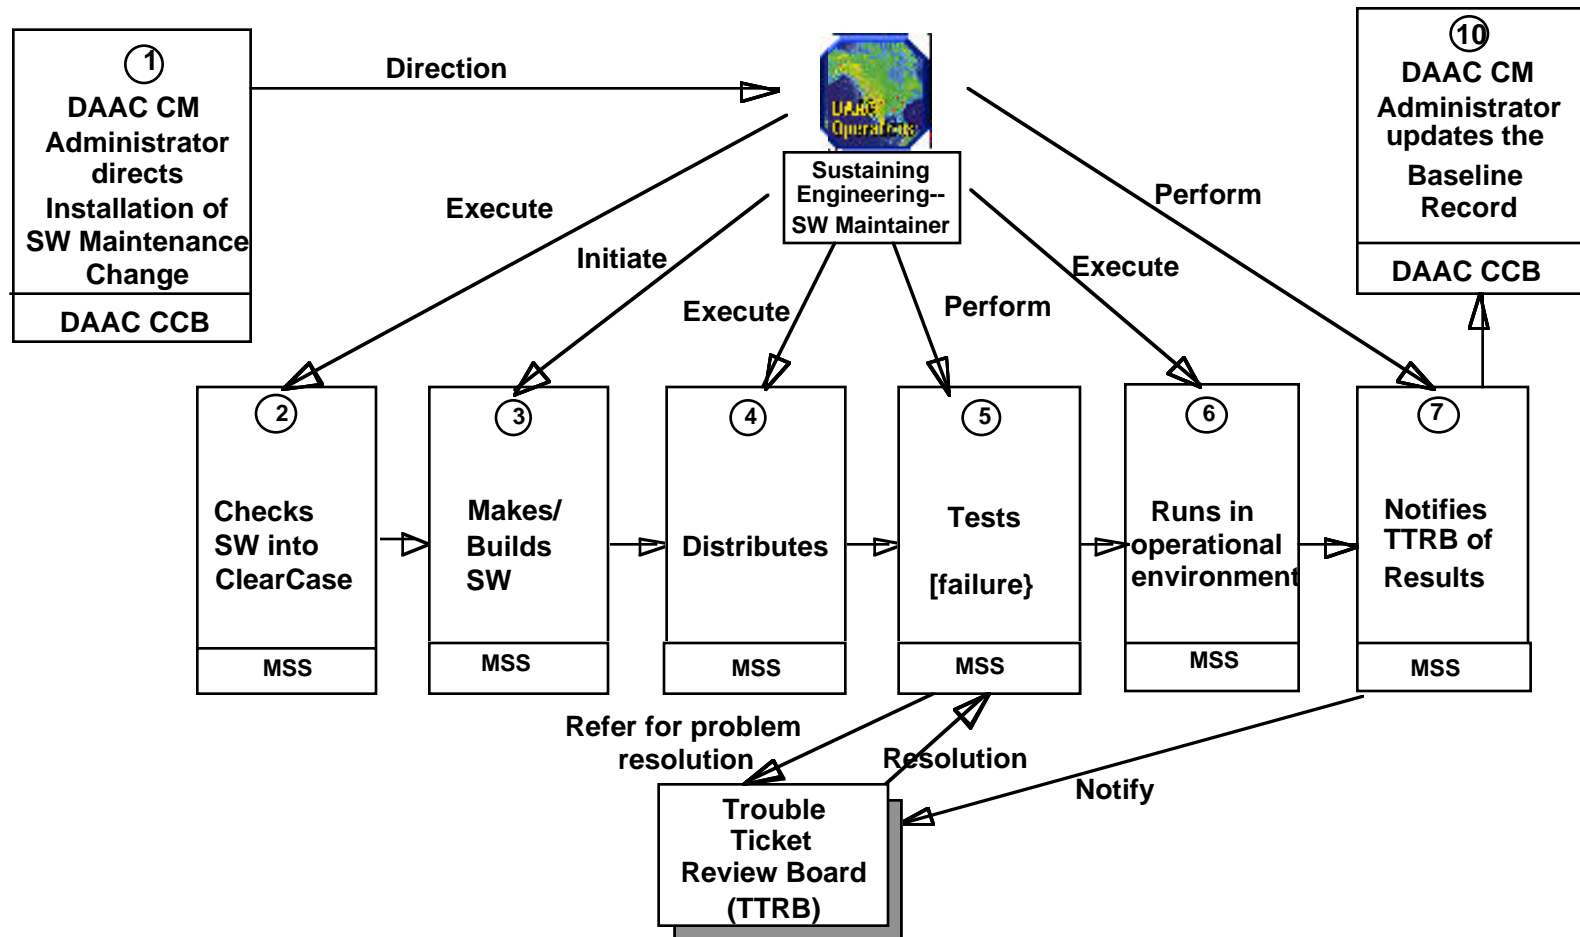 1
DAAC CM
Administrator
directs
Installation of
SW Maintenance
Change
DAAC CCB
Direction
DAAC
Operations
Sustaining
Engineering--
SW Maintainer
10
DAAC CM
Administrator
updates the
Baseline
Record
DAAC CCB
Execute
Initiate
Execute
Perform
Execute
Perform
2
Checks
SW into
ClearCase
MSS
3
Makes/
Builds
SW
MSS
4
Distributes
MSS
5
Tests
[failure}
MSS
6
Runs in
operational
environment
MSS
7
Notifies
TTRB of
Results
MSS
Refer for problem
resolution
Resolution
Notify
Trouble
Ticket
Review Board
(TTRB)